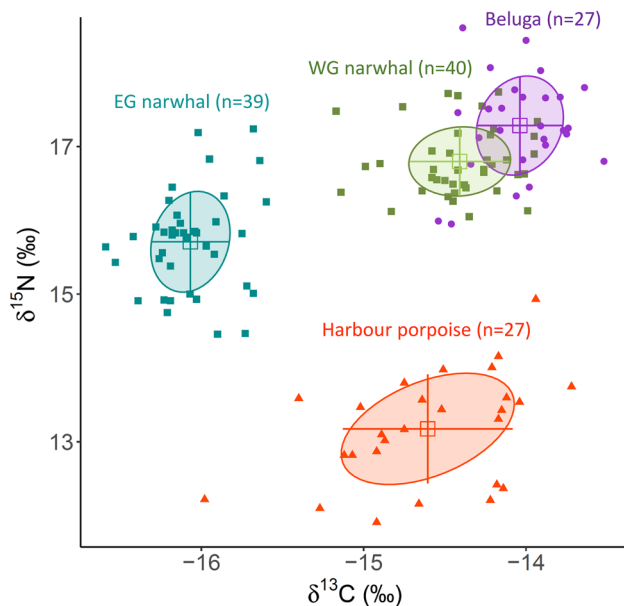 Beluga (n=27)
WG narwhal (n=40)
EG narwhal (n=39)
Harbour porpoise (n=27)
17
15
13
δ¹⁵N (‰)
−16
−15
−14
δ¹³C (‰)